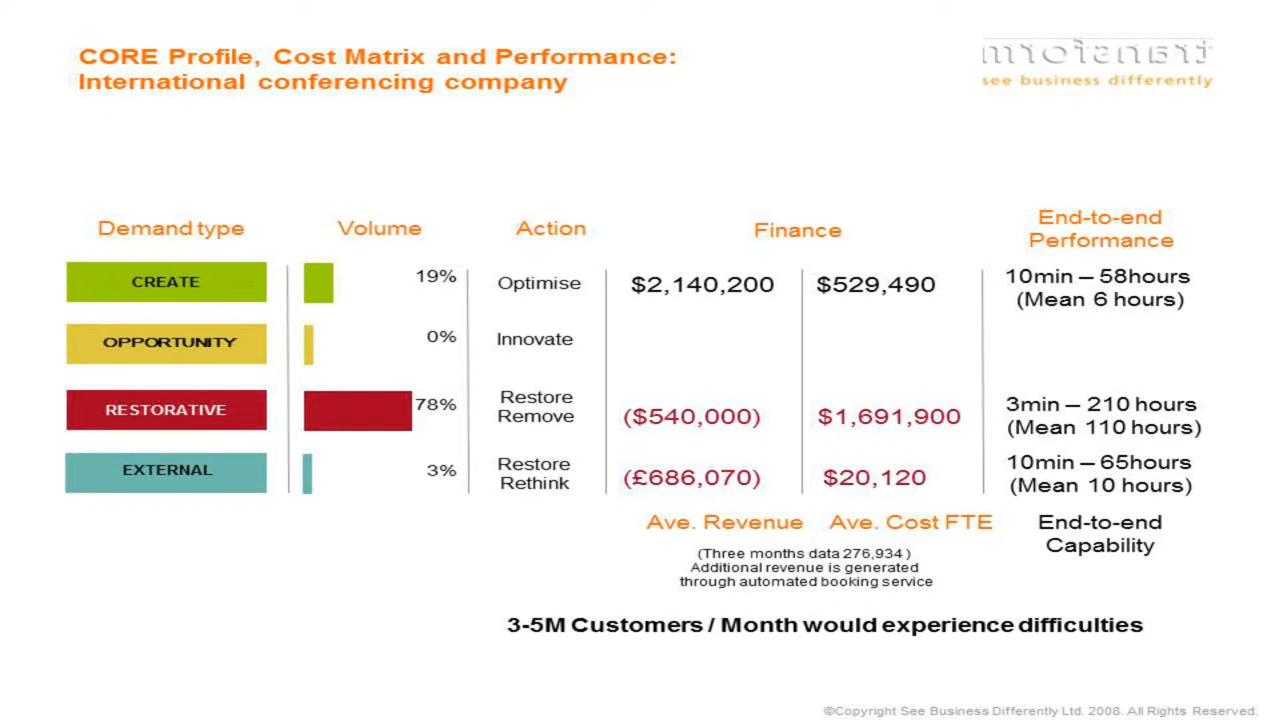 CORE Profile, Cost Matrix and Performance:
International conferencing company
see business differently
Demand type
Volume
Action
Finance
End-to-end
Performance
CREATE
19%
Optimise
$2,140,200
$529,490
10min – 58hours
(Mean 6 hours)
OPPORTUNITY
0%
Innovate
RESTORATIVE
78%
Restore
Remove
($540,000)
$1,691,900
3min – 210 hours
(Mean 110 hours)
EXTERNAL
3%
Restore
Rethink
(£686,070)
$20,120
10min – 65hours
(Mean 10 hours)
Ave. Revenue
Ave. Cost FTE
End-to-end
Capability
(Three months data 276,934 )
Additional revenue is generated
through automated booking service
3-5M Customers / Month would experience difficulties
©Copyright See Business Differently Ltd. 2008. All Rights Reserved.